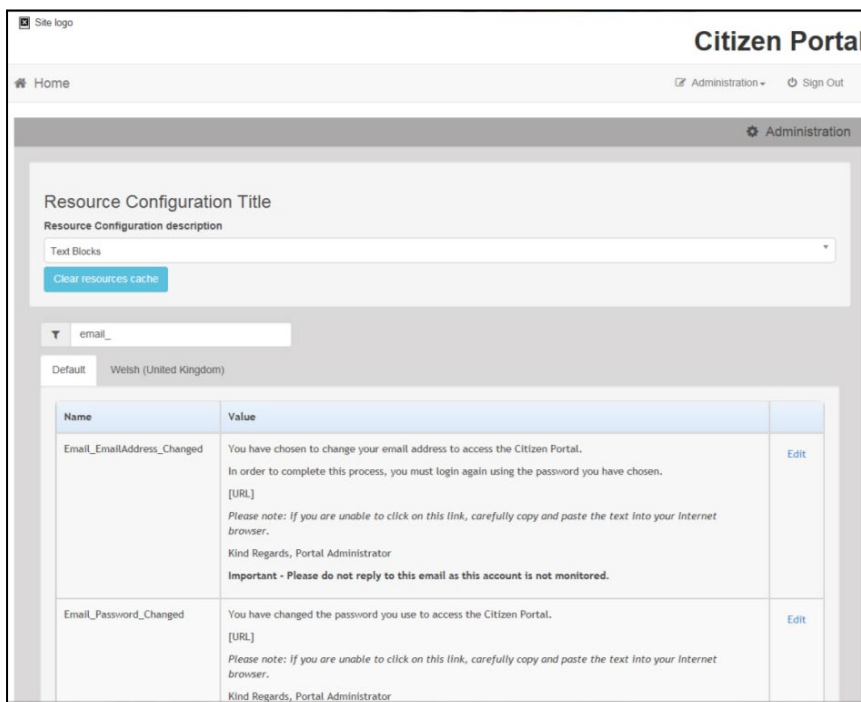 Site logo
Citizen Portal
Home
Administration
Sign Out
Administration
Resource Configuration Title
Resource Configuration description
Text Blocks
Clear resources cache
email_
Default
Welsh (United Kingdom)
Name
Value
Email_EmailAddress_Changed
You have chosen to change your email address to access the Citizen Portal.
In order to complete this process, you must login again using the password you have chosen.
[URL]
Please note: if you are unable to click on this link, carefully copy and paste the text into your Internet
browser.
Kind Regards, Portal Administrator
Important - Please do not reply to this email as this account is not monitored.
Edit
Email_Password_Changed
You have changed the password you use to access the Citizen Portal.
[URL]
Please note: if you are unable to click on this link, carefully copy and paste the text into your Internet
browser.
Kind Regards, Portal Administrator
Edit